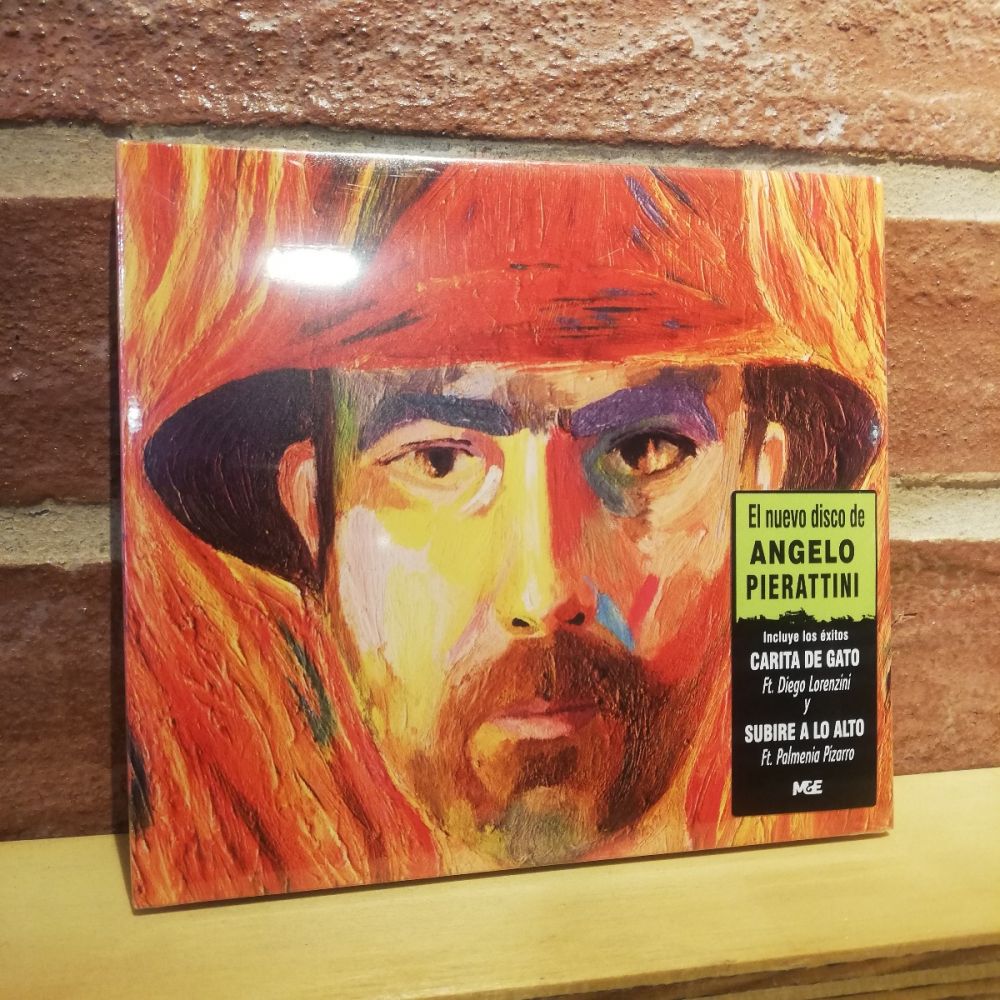 El nuevo disco de
ANGELO
PIERATTINI
Incluye los éxitos
CARITA DE GATO
Ft. Diego Lorenzini
y
SUBIRE A LO ALTO
Ft. Palmenia Pizarro
M&E